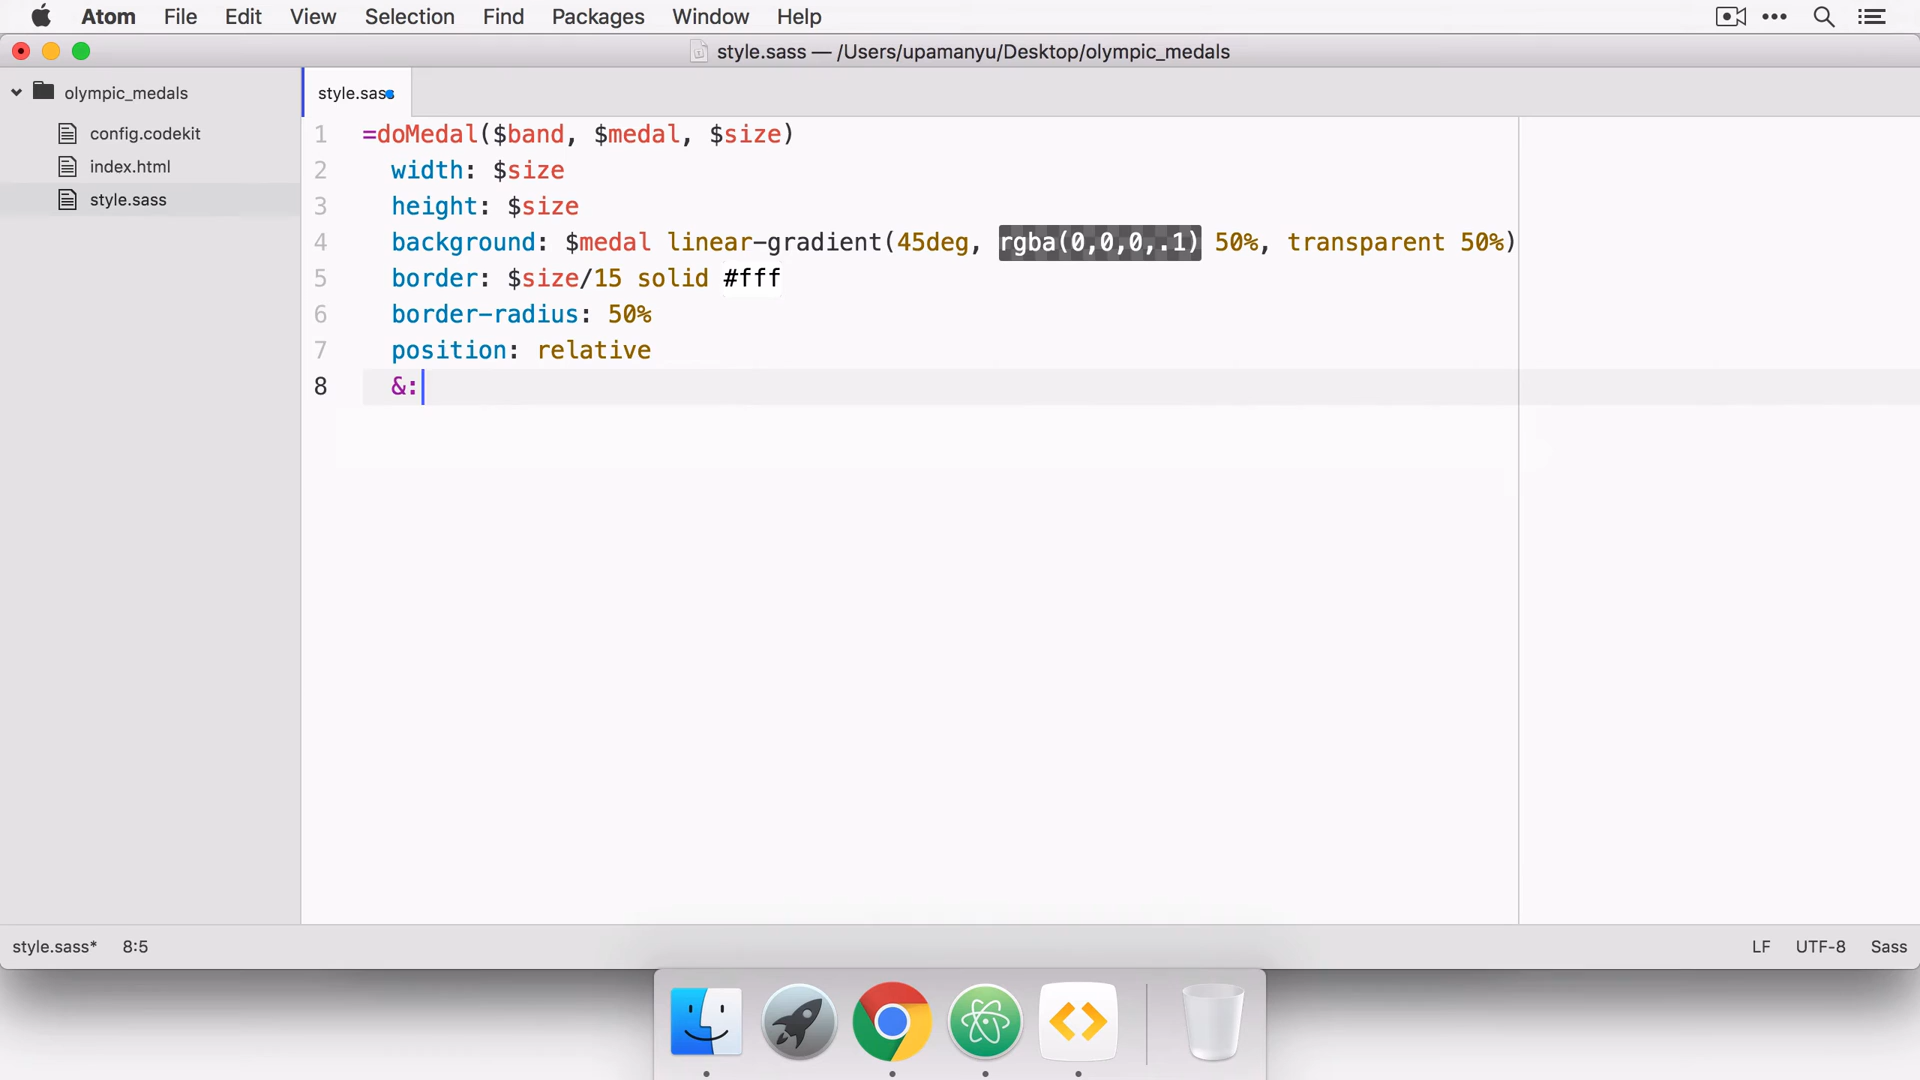 Atom File Edit View Selection Find Packages Window Help
style.sass — /Users/upamanyu/Desktop/olympic_medals
olympic_medals
config.codekit
index.html
style.sass
style.sass
1 =doMedal($band, $medal, $size)
2 width: $size
3 height: $size
4 background: $medal linear-gradient(45deg, rgba(0,0,0,.1) 50%, transparent 50%)
5 border: $size/15 solid #fff
6 border-radius: 50%
7 position: relative
8 &:
style.sass* 8:5 LF UTF-8 Sass